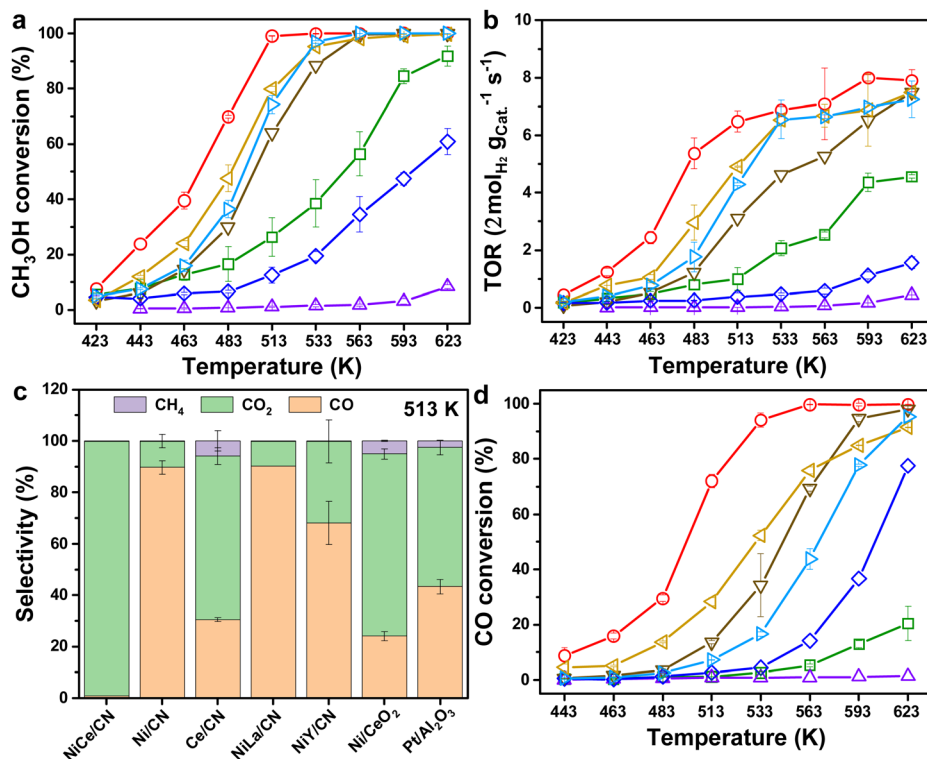 a
CH₃OH conversion (%)
100
80
60
40
20
0
423 443 463 483 513 533 563 593 623
Temperature (K)
b
TOR (2mol_H2 g_Cat.⁻¹ s⁻¹)
10
8
6
4
2
0
423 443 463 483 513 533 563 593 623
Temperature (K)
c
CH₄ CO₂ CO 513 K
Selectivity (%)
120
100
80
60
40
20
0
NiCe/CN Ni/CN Ce/CN NiLa/CN NiY/CN Ni/CeO₂ Pt/Al₂O₃
d
CO conversion (%)
100
80
60
40
20
0
443 463 483 513 533 563 593 623
Temperature (K)